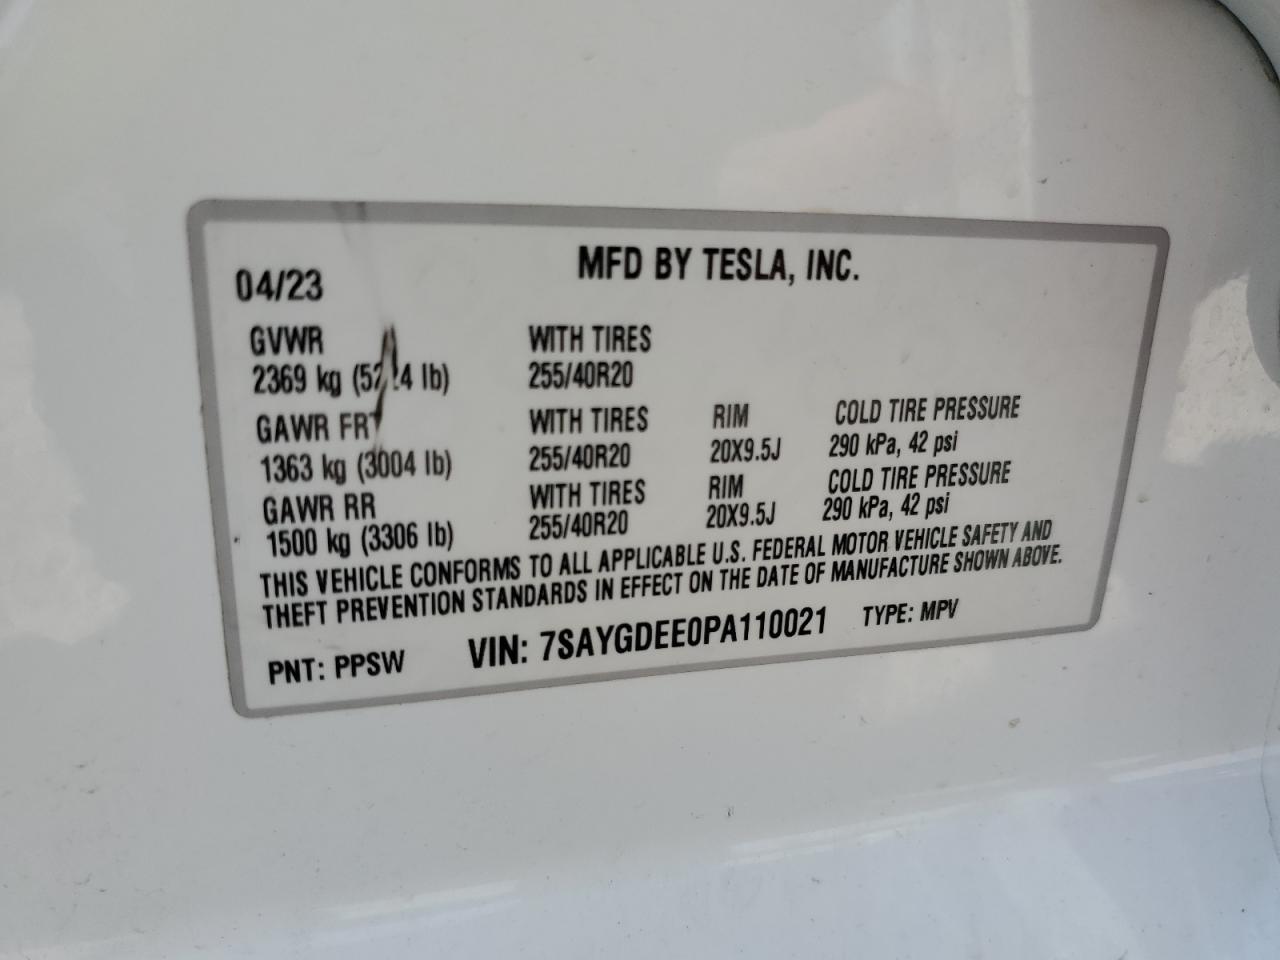 MFD BY TESLA, INC.
04/23
GVWR WITH TIRES
2369 kg lb) 255/40R20
GAWR FRT WITH TIRES RIM COLD TIRE PRESSURE
1363 kg (3004 lb) 255/40R20 20X9.5J 290 kPa, 42 psi
GAWR RR WITH TIRES RIM COLD TIRE PRESSURE
1500 kg (3306 lb) 255/40R20 20X9.5J 290 kPa, 42 psi
THIS VEHICLE CONFORMS TO ALL APPLICABLE U.S. FEDERAL MOTOR VEHICLE SAFETY AND
THEFT PREVENTION STANDARDS IN EFFECT ON THE DATE OF MANUFACTURE SHOWN ABOVE.
PNT: PPSW VIN: 7SAYGDEE0PA110021 TYPE: MPV